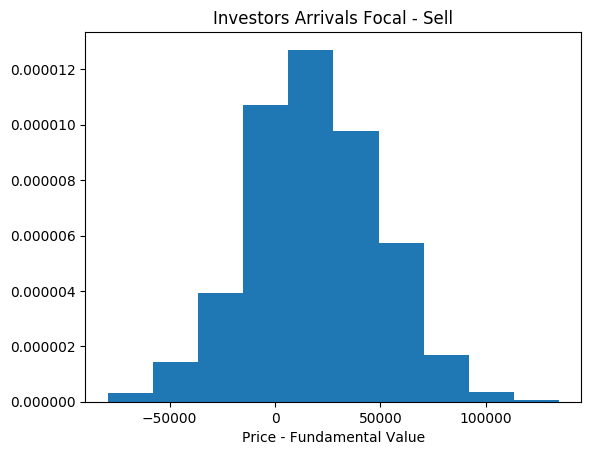 Investors Arrivals Focal - Sell
0.000012
0.000010
0.000008
0.000006
0.000004
0.000002
0.000000
−50000 0 50000 100000
Price - Fundamental Value